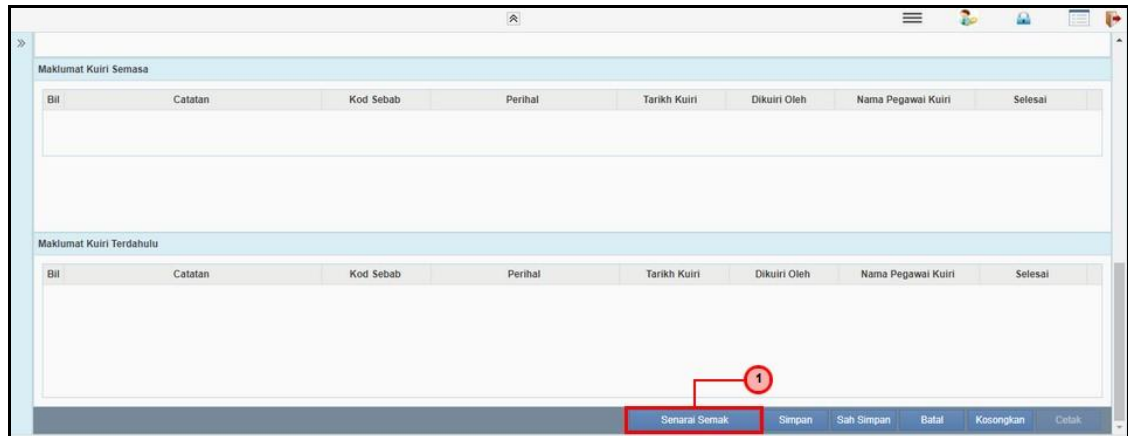 Maklumat Kuiri Semasa
Bil Catatan Kod Sebab Perihal Tarikh Kuiri Dikuiri Oleh Nama Pegawai Kuiri Selesai
Maklumat Kuiri Terdahulu
Bil Catatan Kod Sebab Perihal Tarikh Kuiri Dikuiri Oleh Nama Pegawai Kuiri Selesai
1
Senarai Semak Simpan Sah Simpan Batal Kosongkan Cetak